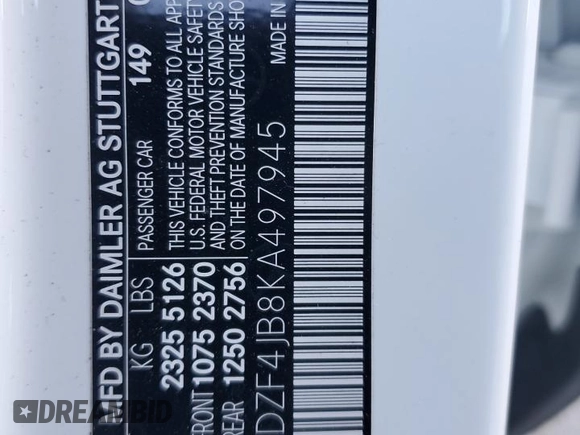 MFD BY DAIMLER AG STUTTGART
149
KG LBS PASSENGER CAR
2325 5126
FRONT 1075 2370
REAR 1250 2756
THIS VEHICLE CONFORMS TO ALL APP
U.S. FEDERAL MOTOR VEHICLE SAFETY
AND THEFT PREVENTION STANDARDS
ON THE DATE OF MANUFACTURE SHO
MADE IN
DZF4JB8KA497945
DREAMBID